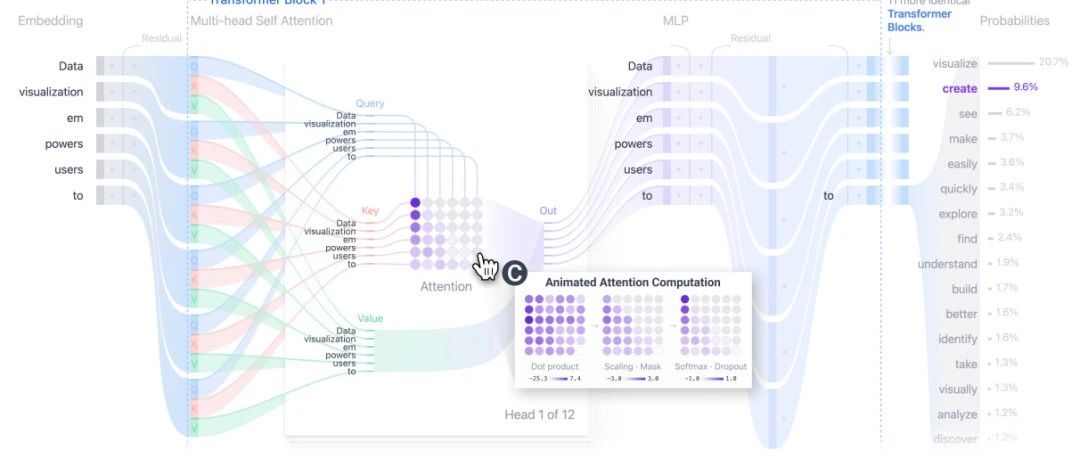 Transformer Block 1
11 more identical
Transformer
Blocks.
Embedding
Multi-head Self Attention
MLP
Probabilities
Residual
Residual
Data
visualization
em
powers
users
to
Q
K
V
Q
K
V
Q
K
V
Q
K
V
Q
K
V
Q
K
V
Query
Data
visualization
em
powers
users
to
Key
Data
visualization
em
powers
users
to
Attention
Value
Data
visualization
em
powers
users
to
Out
Head 1 of 12
C
Animated Attention Computation
Dot product
−25.3 7.4
Scaling · Mask
−3.0 3.0
Softmax · Dropout
−1.0 1.0
Data
visualization
em
powers
users
to
to
visualize 20.7%
create 9.6%
see 6.2%
make 3.7%
easily 3.6%
quickly 3.4%
explore 3.2%
find 2.4%
understand 1.9%
build 1.7%
better 1.6%
identify 1.6%
take 1.3%
visually 1.3%
analyze 1.2%
discover 1.2%